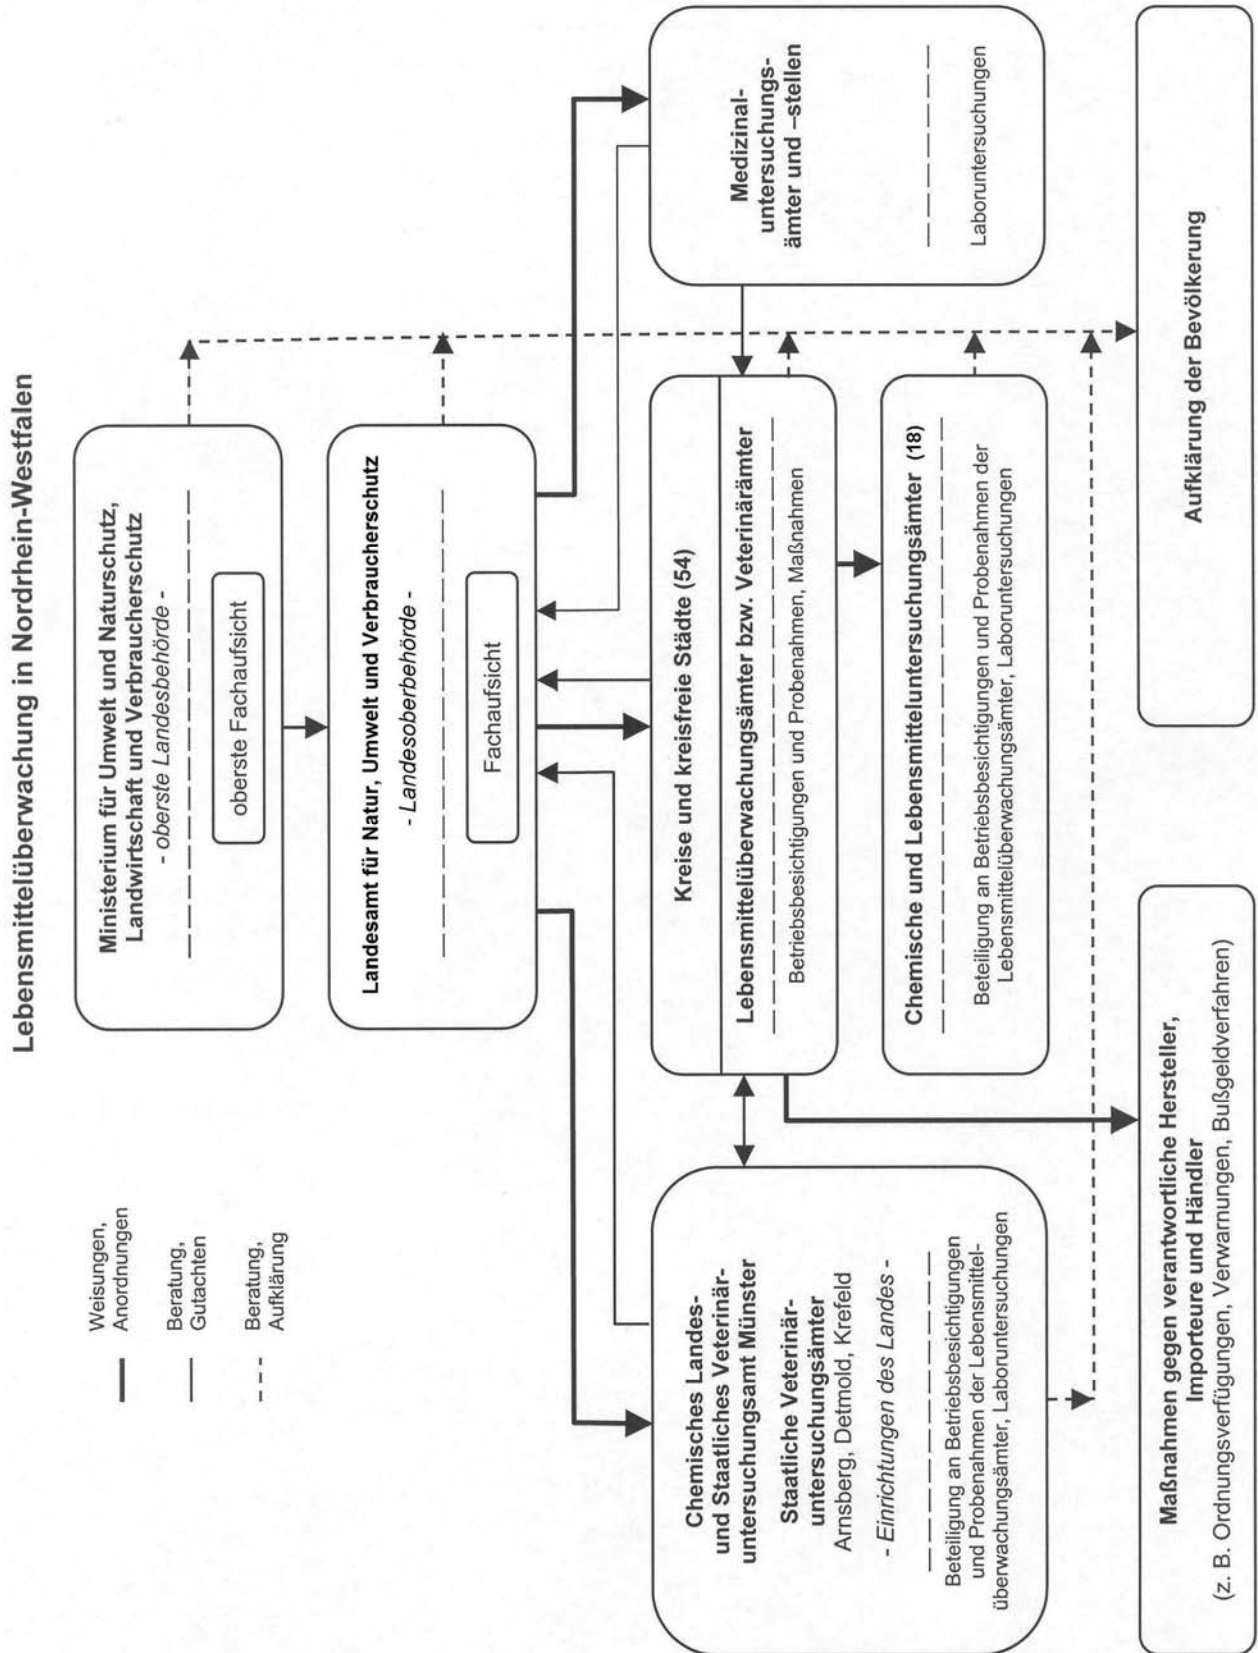 Lebensmittelüberwachung in Nordrhein-Westfalen
Weisungen,
Anordnungen
Beratung,
Gutachten
Beratung,
Aufklärung
Ministerium für Umwelt und Naturschutz,
Landwirtschaft und Verbraucherschutz
- oberste Landesbehörde -
oberste Fachaufsicht
Landesamt für Natur, Umwelt und Verbraucherschutz
- Landesoberbehörde -
Fachaufsicht
Chemisches Landes-
und Staatliches Veterinär-
untersuchungsamt Münster
Staatliche Veterinär-
untersuchungsämter
Arnsberg, Detmold, Krefeld
- Einrichtungen des Landes -
Beteiligung an Betriebsbesichtigungen
und Probenahmen der Lebensmittel-
überwachungsämter, Laboruntersuchungen
Kreise und kreisfreie Städte (54)
Lebensmittelüberwachungsämter bzw. Veterinärämter
Betriebsbesichtigungen und Probenahmen, Maßnahmen
Chemische und Lebensmitteluntersuchungsämter (18)
Beteiligung an Betriebsbesichtigungen und Probenahmen der
Lebensmittelüberwachungsämter, Laboruntersuchungen
Medizinal-
untersuchungs-
ämter und –stellen
Laboruntersuchungen
Maßnahmen gegen verantwortliche Hersteller,
Importeure und Händler
(z. B. Ordnungsverfügungen, Verwarnungen, Bußgeldverfahren)
Aufklärung der Bevölkerung